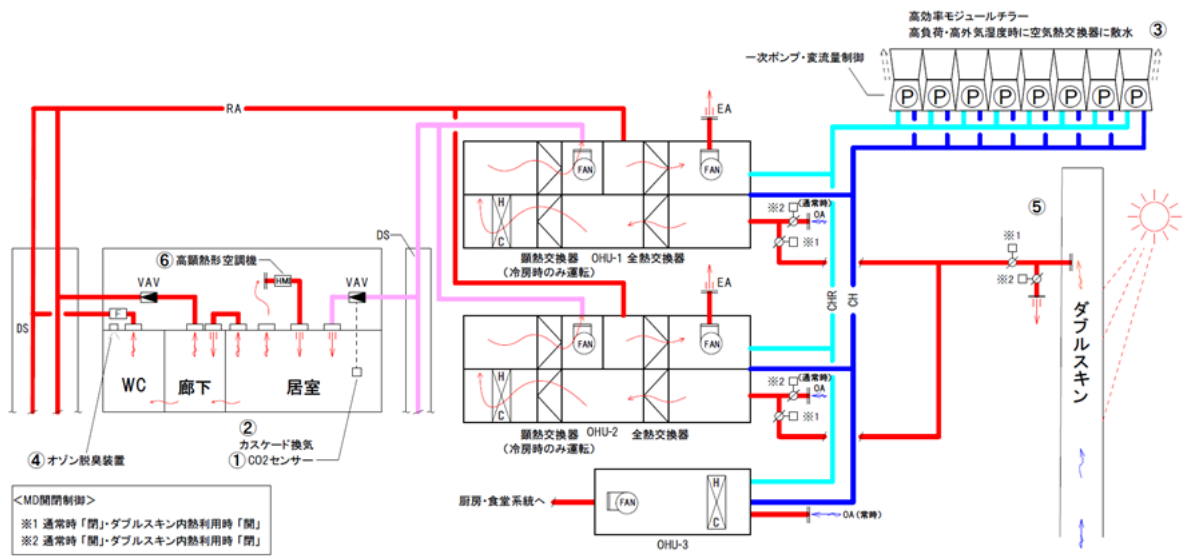 高効率モジュールチラー
高負荷・高外気湿度時に空気熱交換器に散水
③
一次ポンプ・変流量制御
P P P P P P P P
RA
EA
FAN
FAN
H
C
※2
(通常時)
OA
※1
顕熱交換器
(冷房時のみ運転)
OHU-1
全熱交換器
DS
⑥高顕熱形空調機
VAV
HM
VAV
F
DS
WC
廊下
居室
②
カスケード換気
①CO2センサー
④オゾン脱臭装置
EA
FAN
FAN
H
C
※2
(通常時)
OA
※1
顕熱交換器
(冷房時のみ運転)
OHU-2
全熱交換器
CHR
CH
⑤
※1
※2
ダブルスキン
厨房・食堂系統へ
FAN
H
C
OA(常時)
OHU-3
<MD開閉制御>
※1 通常時「閉」・ダブルスキン内熱利用時「開」
※2 通常時「開」・ダブルスキン内熱利用時「閉」